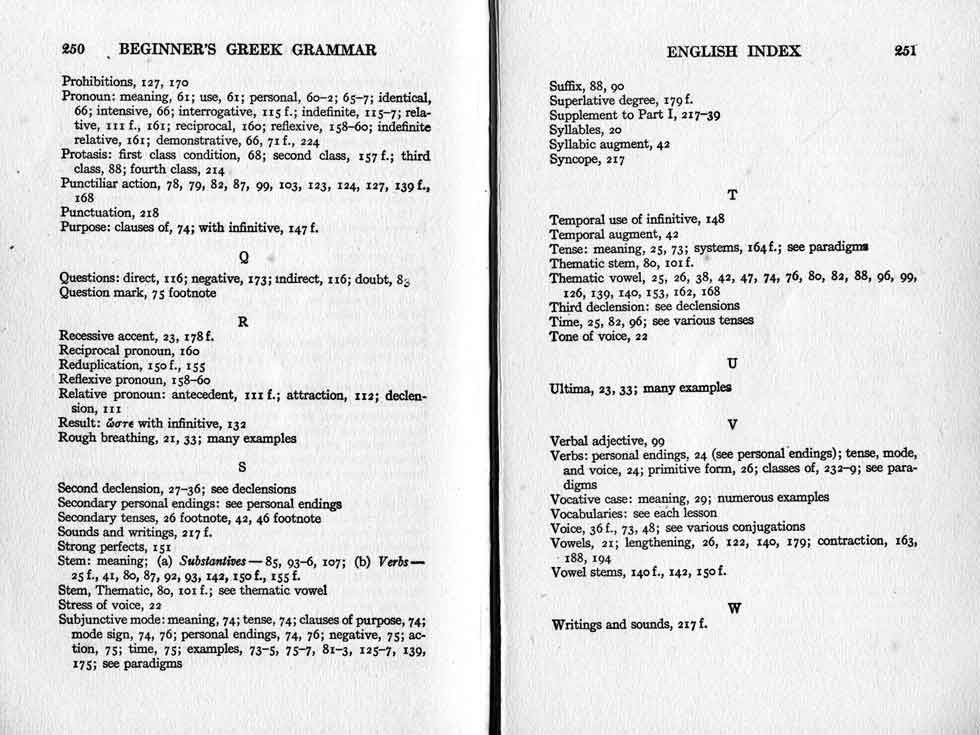 250 BEGINNER'S GREEK GRAMMAR
Prohibitions, 127, 170
Pronoun: meaning, 61; use, 61; personal, 60–2; 65–7; identical,
66; intensive, 66; interrogative, 115 f.; indefinite, 115–7; rela-
tive, 111 f., 161; reciprocal, 160; reflexive, 158–60; indefinite
relative, 161; demonstrative, 66, 71 f., 224
Protasis: first class condition, 68; second class, 157 f.; third
class, 88; fourth class, 214
Punctiliar action, 78, 79, 82, 87, 99, 103, 123, 124, 127, 139 f.,
168
Punctuation, 218
Purpose: clauses of, 74; with infinitive, 147 f.
Q
Questions: direct, 116; negative, 173; indirect, 116; doubt,
Question mark, 75 footnote
R
Recessive accent, 23, 178 f.
Reciprocal pronoun, 160
Reduplication, 150 f., 155
Reflexive pronoun, 158–60
Relative pronoun: antecedent, 111 f.; attraction, 112; declen-
sion, 111
Result: ὥστε with infinitive, 132
Rough breathing, 21, 33; many examples
S
Second declension, 27–36; see declensions
Secondary personal endings: see personal endings
Secondary tenses, 26 footnote, 42, 46 footnote
Sounds and writings, 217 f.
Strong perfects, 151
Stem: meaning; (a) Substantives — 85, 93–6, 107; (b) Verbs —
25 f., 41, 80, 87, 92, 93, 142, 150 f., 155 f.
Stem, Thematic, 80, 101 f.; see thematic vowel
Stress of voice, 22
Subjunctive mode: meaning, 74; tense, 74; clauses of purpose, 74;
mode sign, 74, 76; personal endings, 74, 76; negative, 75; ac-
tion, 75; time, 75; examples, 73–5, 75–7, 81–3, 125–7, 139,
175; see paradigms
ENGLISH INDEX 251
Suffix, 88, 90
Superlative degree, 179 f.
Supplement to Part I, 217–39
Syllables, 20
Syllabic augment, 42
Syncope, 217
T
Temporal use of infinitive, 148
Temporal augment, 42
Tense: meaning, 25, 73; systems, 164 f.; see paradigms
Thematic stem, 80, 101 f.
Thematic vowel, 25, 26, 38, 42, 47, 74, 76, 80, 82, 88, 96, 99,
126, 139, 140, 153, 162, 168
Third declension: see declensions
Time, 25, 82, 96; see various tenses
Tone of voice, 22
U
Ultima, 23, 33; many examples
V
Verbal adjective, 99
Verbs: personal endings, 24 (see personal endings); tense, mode,
and voice, 24; primitive form, 26; classes of, 232–9; see para-
digms
Vocative case: meaning, 29; numerous examples
Vocabularies: see each lesson
Voice, 36 f., 73, 48; see various conjugations
Vowels, 21; lengthening, 26, 122, 140, 179; contraction, 163,
188, 194
Vowel stems, 140 f., 142, 150 f.
W
Writings and sounds, 217 f.